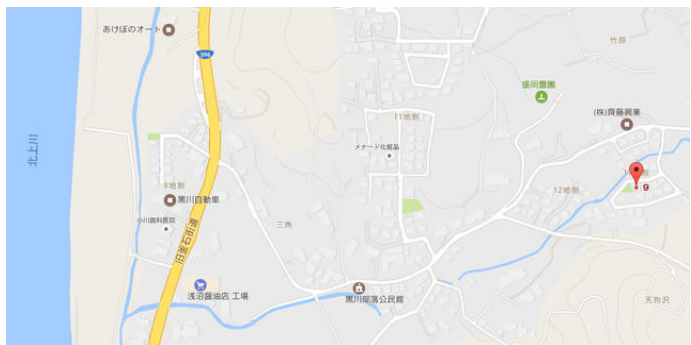 あけぼのオート
396
竹原
盛岡農園
(株)齊藤興業
北上川
11地割
メナード化粧品
9地割
12地割
黒川自動車
小川歯科医院
三角
旧釜石街道
天狗沢
浅沼醤油店 工場
黒川部落公民館